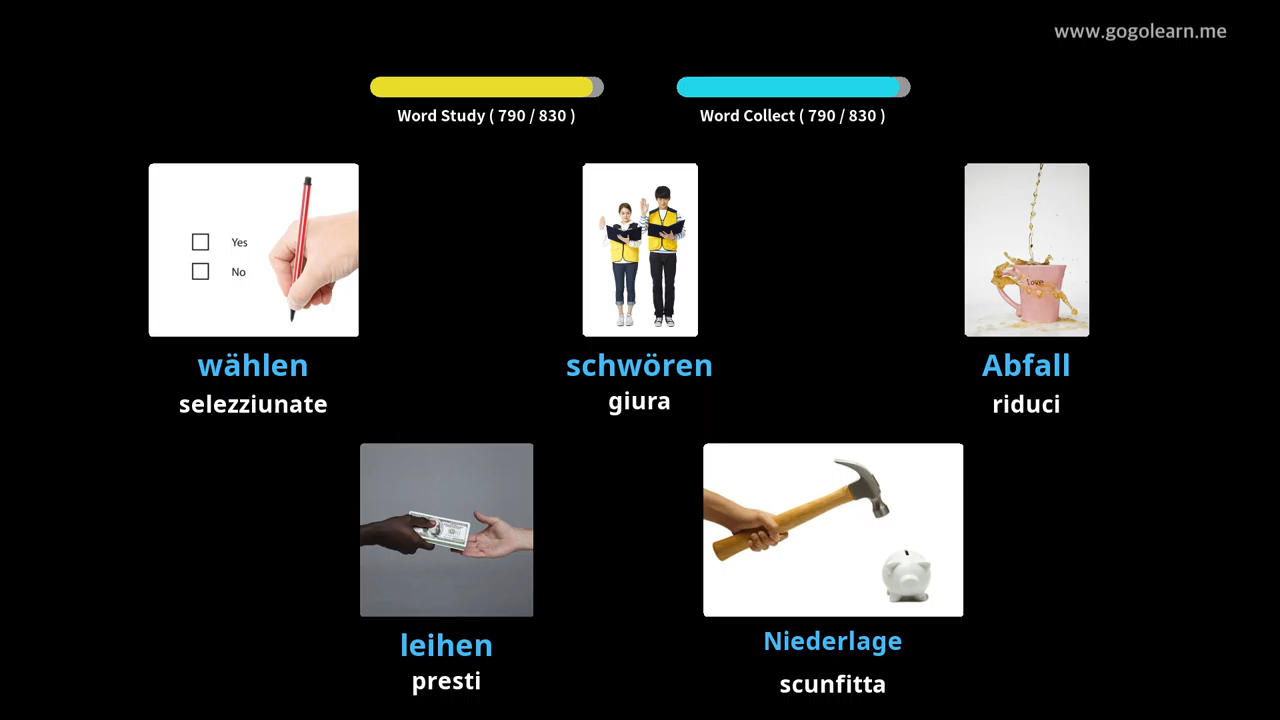 www.gogolearn.me
Word Study ( 790 / 830 )
Word Collect ( 790 / 830 )
Yes
No
love
wählen
selezziunate
schwören
giura
Abfall
riduci
leihen
presti
Niederlage
scunfitta